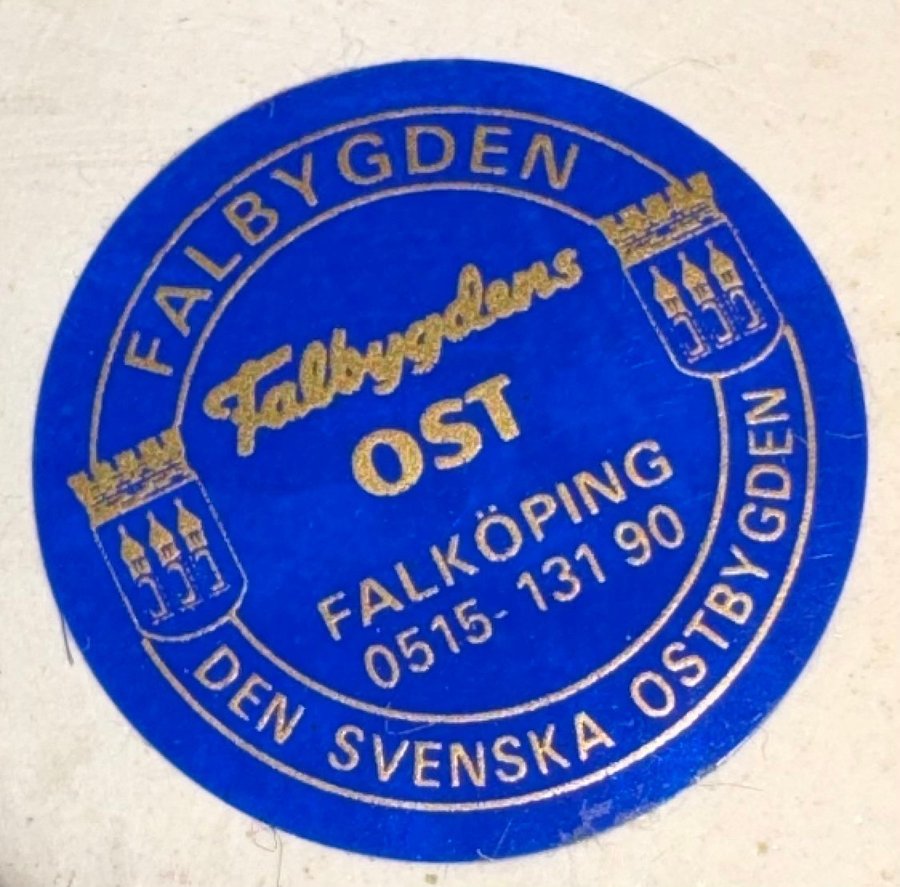 FALBYGDEN
Falbygdens
OST
FALKÖPING
0515- 131 90
DEN SVENSKA OSTBYGDEN